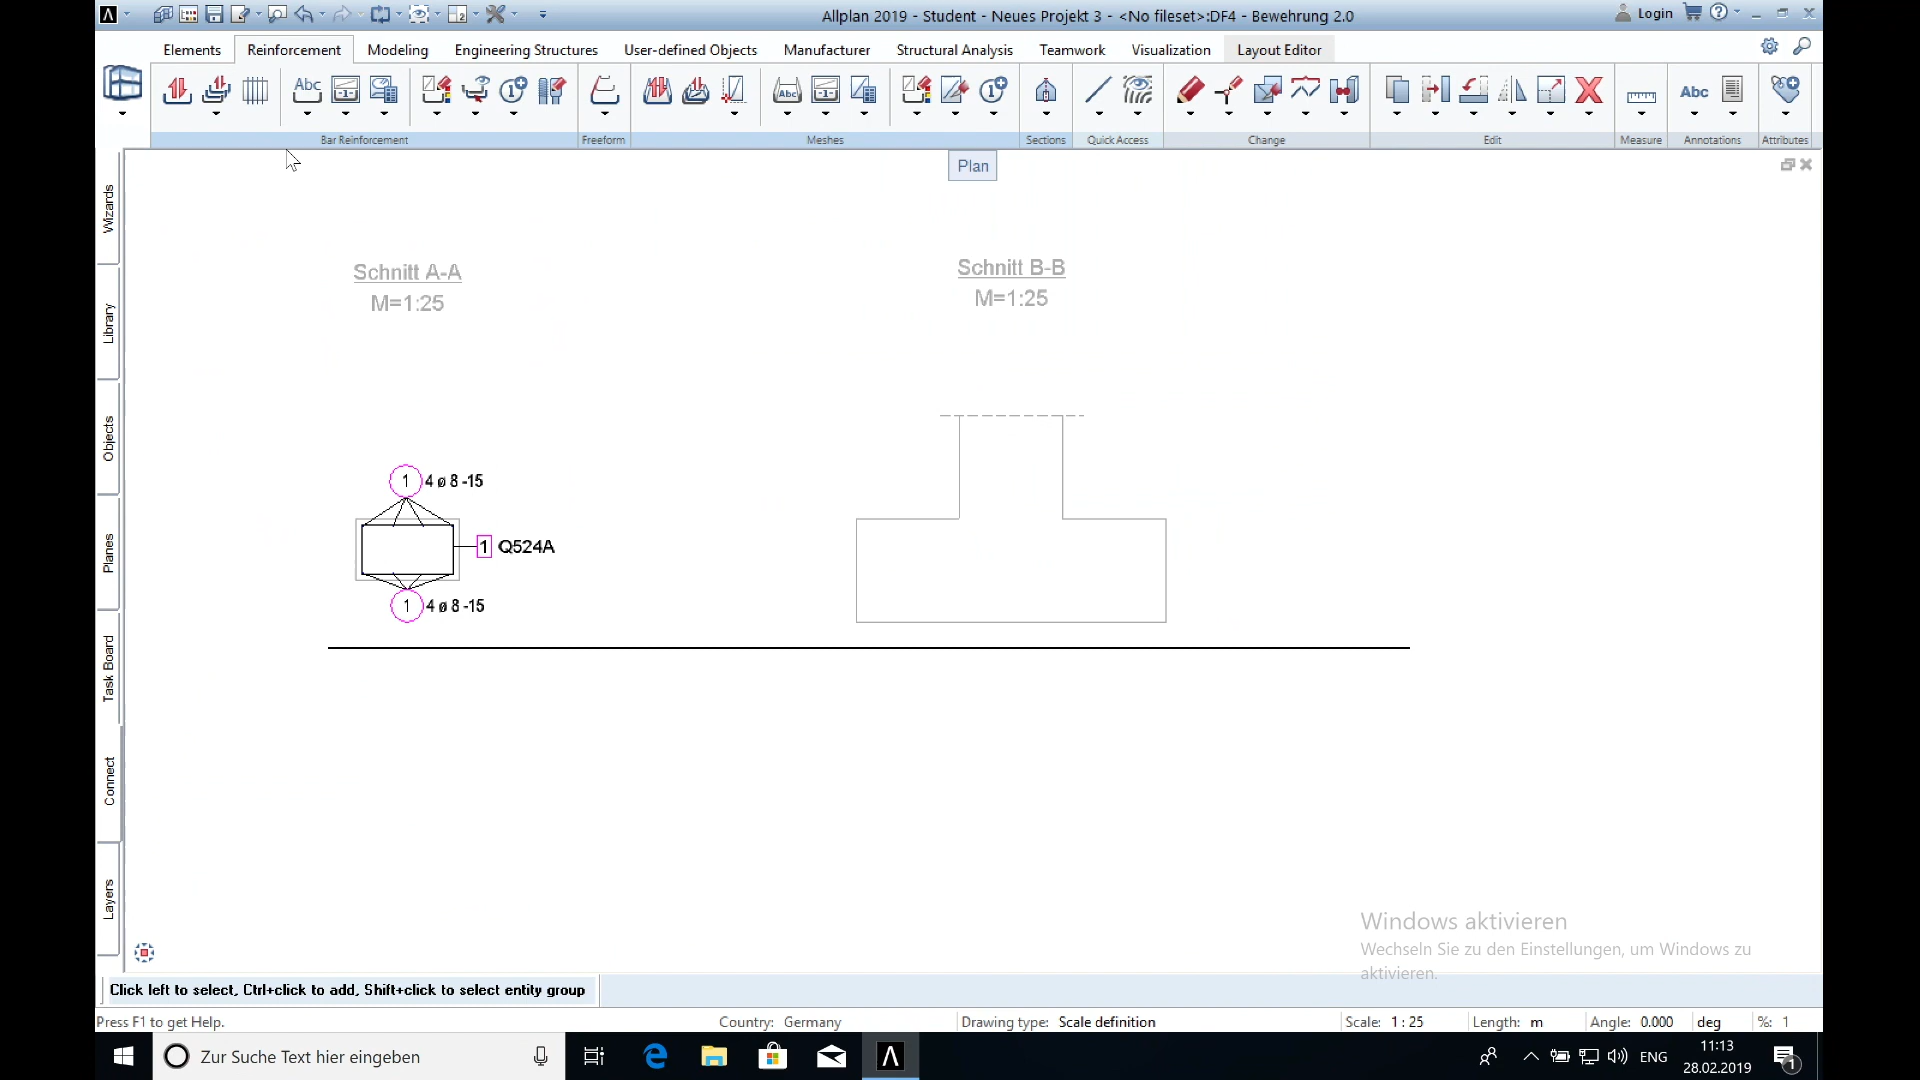 Allplan 2019 - Student - Neues Projekt 3 - <No fileset>:DF4 - Bewehrung 2.0
Login
Elements Reinforcement Modeling Engineering Structures User-defined Objects Manufacturer Structural Analysis Teamwork Visualization Layout Editor
Abc Abc Abc
Bar Reinforcement Freeform Meshes Sections Quick Access Change Edit Measure Annotations Attributes
Plan
Wizards
Library
Objects
Planes
Task Board
Connect
Layers
Schnitt A-A
M=1:25
Schnitt B-B
M=1:25
1 4 ø 8 -15
1 Q524A
1 4 ø 8 -15
Windows aktivieren
Wechseln Sie zu den Einstellungen, um Windows zu
aktivieren.
Click left to select, Ctrl+click to add, Shift+click to select entity group
Press F1 to get Help. Country: Germany Drawing type: Scale definition Scale: 1 : 25 Length: m Angle: 0.000 deg %: 1
Zur Suche Text hier eingeben
ENG
11:13
28.02.2019
1